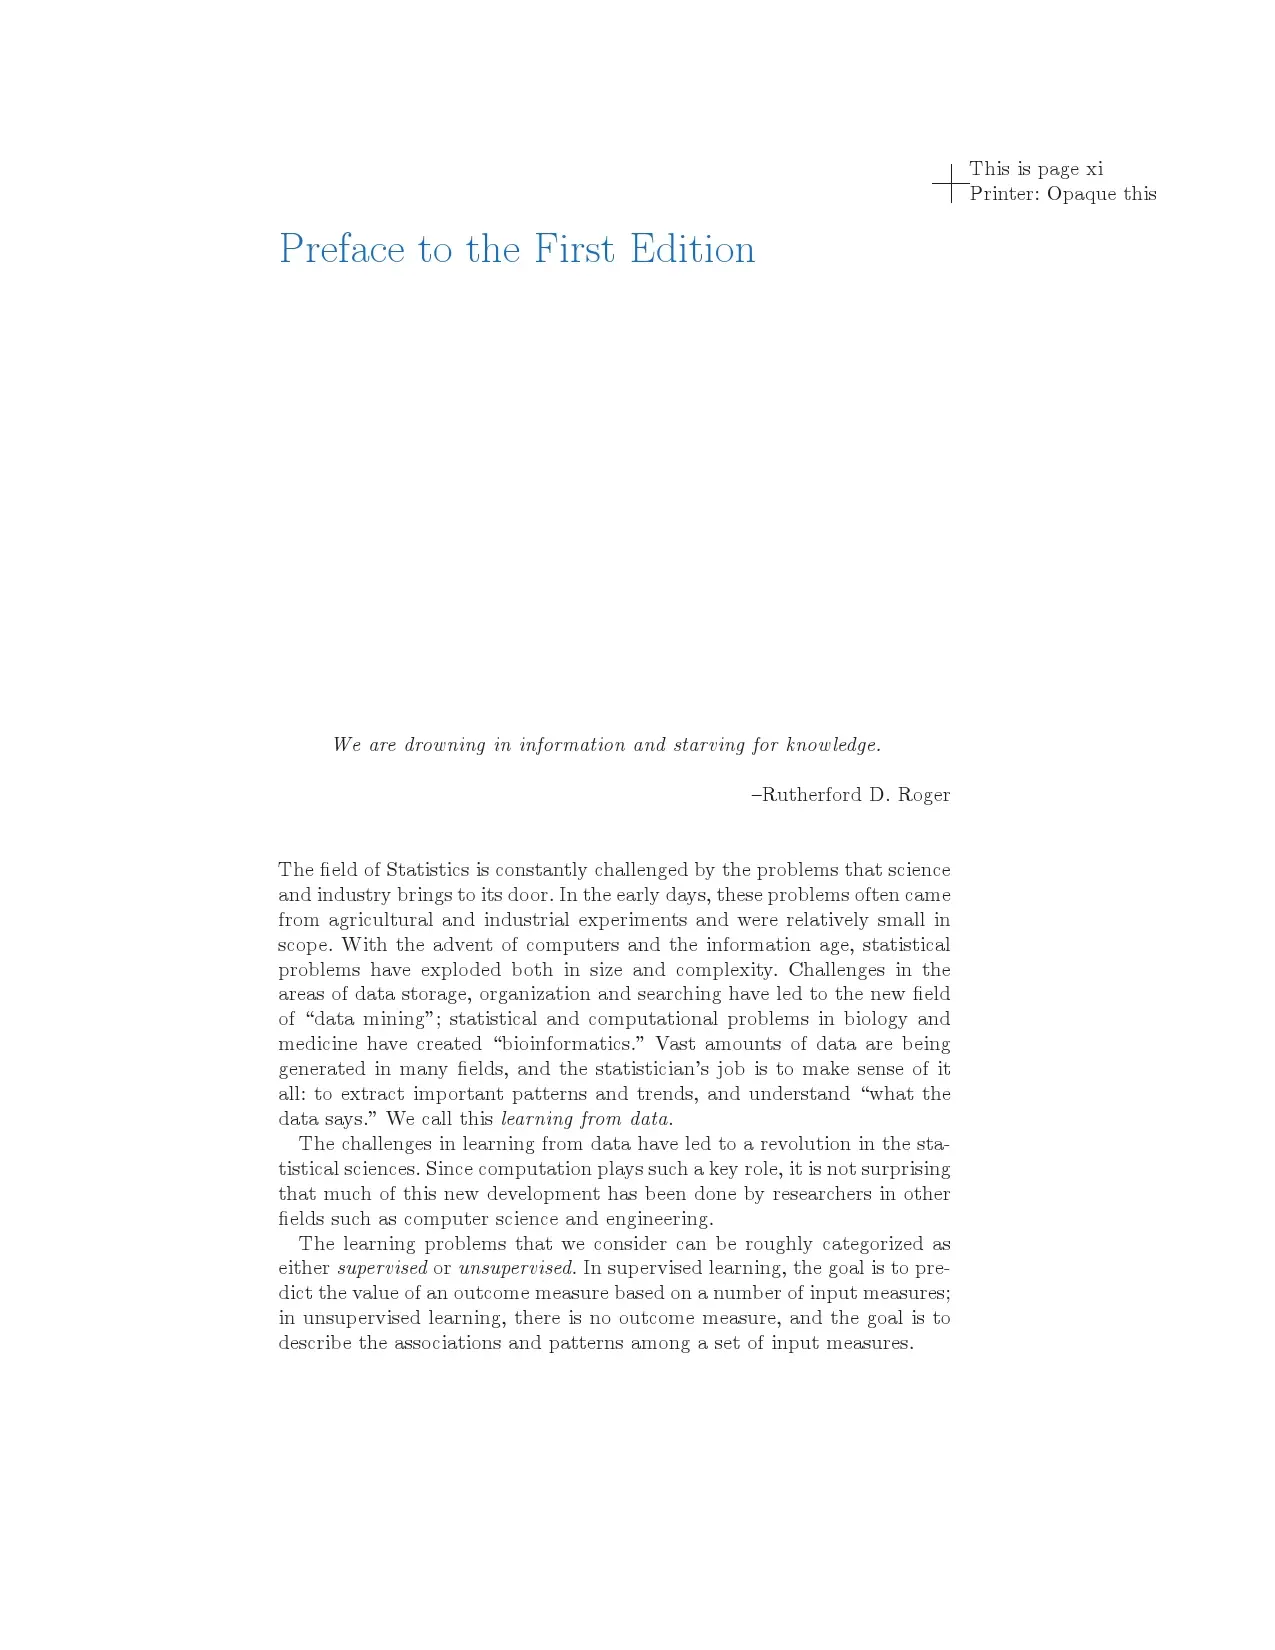 This is page xi
Printer: Opaque this
Preface to the First Edition
We are drowning in information and starving for knowledge.
–Rutherford D. Roger
The field of Statistics is constantly challenged by the problems that science
and industry brings to its door. In the early days, these problems often came
from agricultural and industrial experiments and were relatively small in
scope. With the advent of computers and the information age, statistical
problems have exploded both in size and complexity. Challenges in the
areas of data storage, organization and searching have led to the new field
of “data mining”; statistical and computational problems in biology and
medicine have created “bioinformatics.” Vast amounts of data are being
generated in many fields, and the statistician’s job is to make sense of it
all: to extract important patterns and trends, and understand “what the
data says.” We call this learning from data.
The challenges in learning from data have led to a revolution in the sta-
tistical sciences. Since computation plays such a key role, it is not surprising
that much of this new development has been done by researchers in other
fields such as computer science and engineering.
The learning problems that we consider can be roughly categorized as
either supervised or unsupervised. In supervised learning, the goal is to pre-
dict the value of an outcome measure based on a number of input measures;
in unsupervised learning, there is no outcome measure, and the goal is to
describe the associations and patterns among a set of input measures.